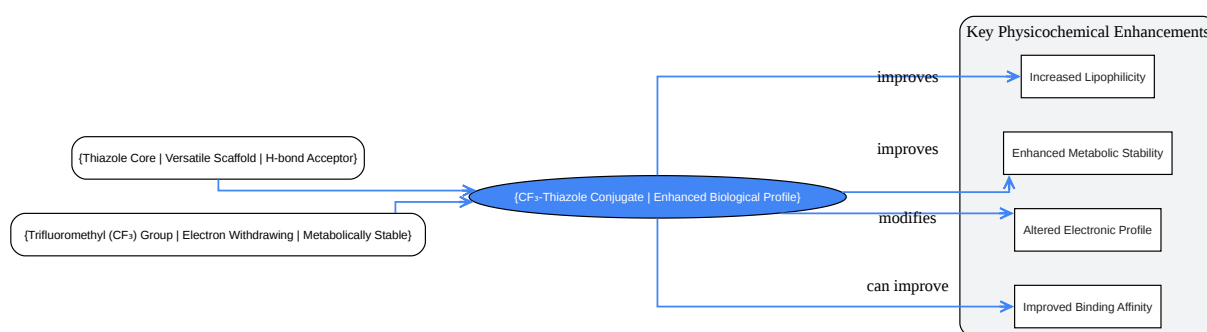 Key Physicochemical Enhancements
improves
Increased Lipophilicity
{Thiazole Core | Versatile Scaffold | H-bond Acceptor}
improves
Enhanced Metabolic Stability
{CF₃-Thiazole Conjugate | Enhanced Biological Profile}
{Trifluoromethyl (CF₃) Group | Electron Withdrawing | Metabolically Stable}
modifies
Altered Electronic Profile
can improve
Improved Binding Affinity